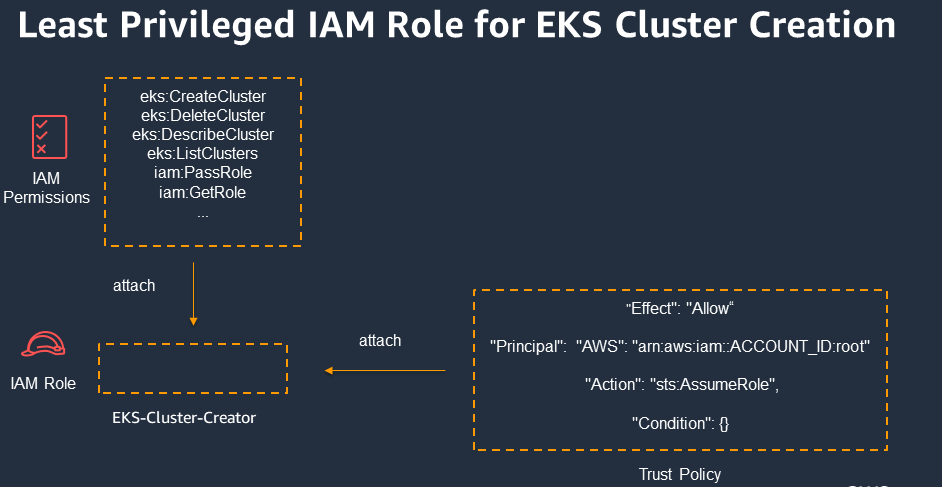 Least Privileged IAM Role for EKS Cluster Creation
eks:CreateCluster
eks:DeleteCluster
eks:DescribeCluster
eks:ListClusters
iam:PassRole
iam:GetRole
...
IAM
Permissions
attach
IAM Role
EKS-Cluster-Creator
attach
"Effect": "Allow“
"Principal":  "AWS": "arn:aws:iam::ACCOUNT_ID:root"
"Action": "sts:AssumeRole",
"Condition": {}
Trust Policy